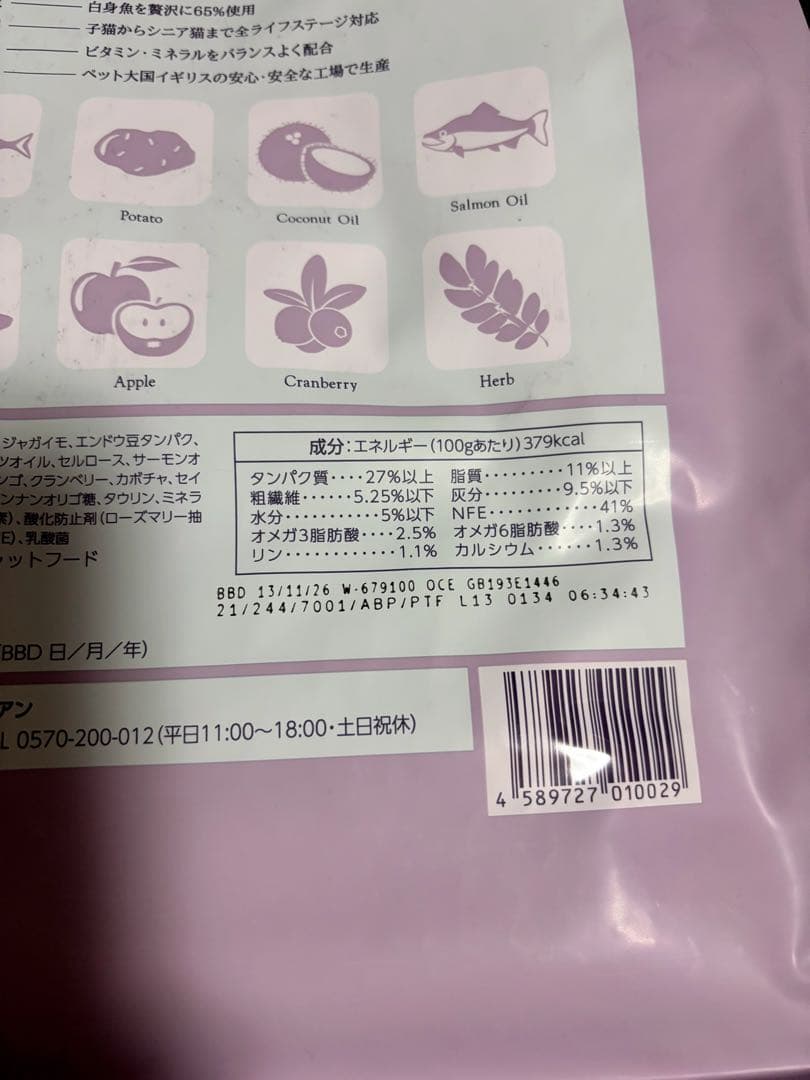 白身魚を贅沢に65%使用
子猫からシニア猫まで全ライフステージ対応
ビタミン・ミネラルをバランスよく配合
ペット大国イギリスの安心・安全な工場で生産
Potato
Coconut Oil
Salmon Oil
Apple
Cranberry
Herb
ジャガイモ、エンドウ豆タンパク、
ツオイル、セルロース、サーモンオ
ンゴ、クランベリー、カボチャ、セイ
ンナンオリゴ糖、タウリン、ミネラ
素)、酸化防止剤(ローズマリー抽
E)、乳酸菌
ャットフード
成分:エネルギー(100gあたり)379kcal
タンパク質····27%以上 脂質·········11%以上
粗繊維······5.25%以下 灰分·········9.5%以下
水分············5%以下 NFE············41%
オメガ3脂肪酸····2.5% オメガ6脂肪酸····1.3%
リン············1.1% カルシウム······1.3%
BBD 13/11/26 W-679100 OCE GB193E1446
21/244/7001/ABP/PTF L13 0134 06:34:43
(BBD 日/月/年)
アン
L 0570-200-012(平日11:00〜18:00・土日祝休)
4 589727 010029